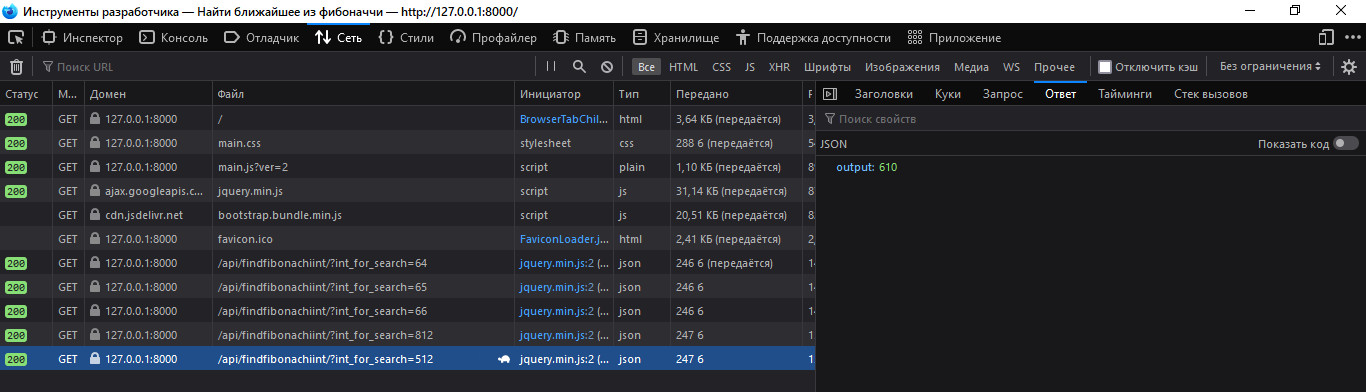 Инструменты разработчика — Найти ближайшее из фибоначчи — http://127.0.0.1:8000/
Инспектор Консоль Отладчик Сеть Стили Профайлер Память Хранилище Поддержка доступности Приложение
Поиск URL Все HTML CSS JS XHR Шрифты Изображения Медиа WS Прочее Отключить кэш Без ограничения
Статус М... Домен Файл Инициатор Тип Передано Р
200 GET 127.0.0.1:8000 / BrowserTabChil... html 3,64 КБ (передаётся) 3,
200 GET 127.0.0.1:8000 main.css stylesheet css 288 б (передаётся) 54
200 GET 127.0.0.1:8000 main.js?ver=2 script plain 1,10 КБ (передаётся) 8
200 GET ajax.googleapis.c... jquery.min.js script js 31,14 КБ (передаётся) 8
GET cdn.jsdelivr.net bootstrap.bundle.min.js script js 20,51 КБ (передаётся) 8
GET 127.0.0.1:8000 favicon.ico FaviconLoader.j... html 2,41 КБ (передаётся) 2,
200 GET 127.0.0.1:8000 /api/findfibonachiint/?int_for_search=64 jquery.min.js:2 (... json 246 б (передаётся) 14
200 GET 127.0.0.1:8000 /api/findfibonachiint/?int_for_search=65 jquery.min.js:2 (... json 246 б 14
200 GET 127.0.0.1:8000 /api/findfibonachiint/?int_for_search=66 jquery.min.js:2 (... json 246 б 14
200 GET 127.0.0.1:8000 /api/findfibonachiint/?int_for_search=812 jquery.min.js:2 (... json 247 б 1
200 GET 127.0.0.1:8000 /api/findfibonachiint/?int_for_search=512 jquery.min.js:2 (... json 247 б 1
Заголовки Куки Запрос Ответ Тайминги Стек вызовов
Поиск свойств
JSON Показать код
output: 610